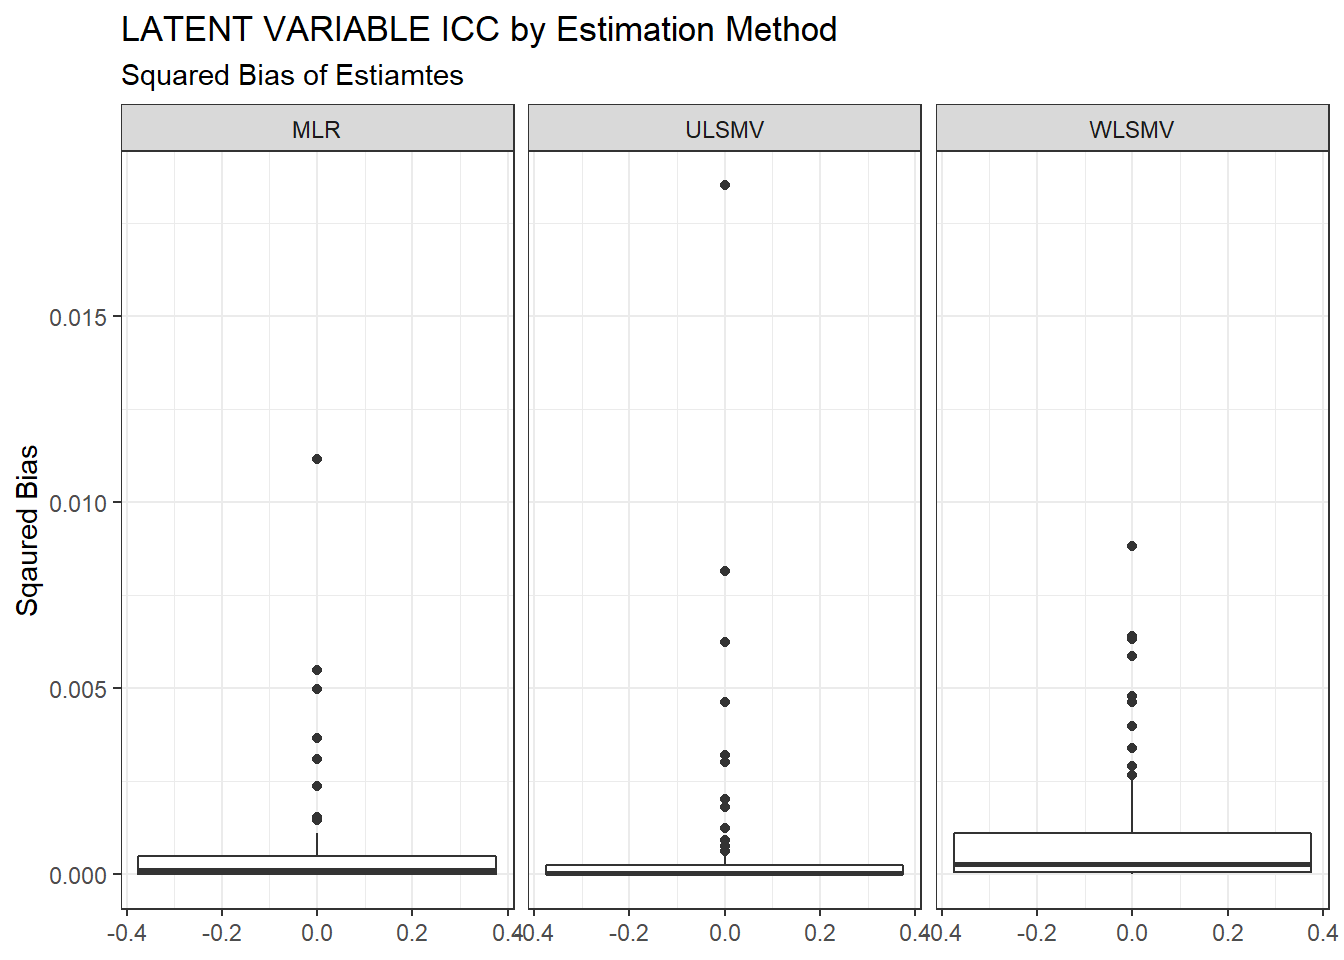 LATENT VARIABLE ICC by Estimation Method
Squared Bias of Estiamtes
MLR ULSMV WLSMV
Sqaured Bias
0.015
0.010
0.005
0.000
-0.4 -0.2 0.0 0.2 0.4 -0.4 -0.2 0.0 0.2 0.4 -0.4 -0.2 0.0 0.2 0.4